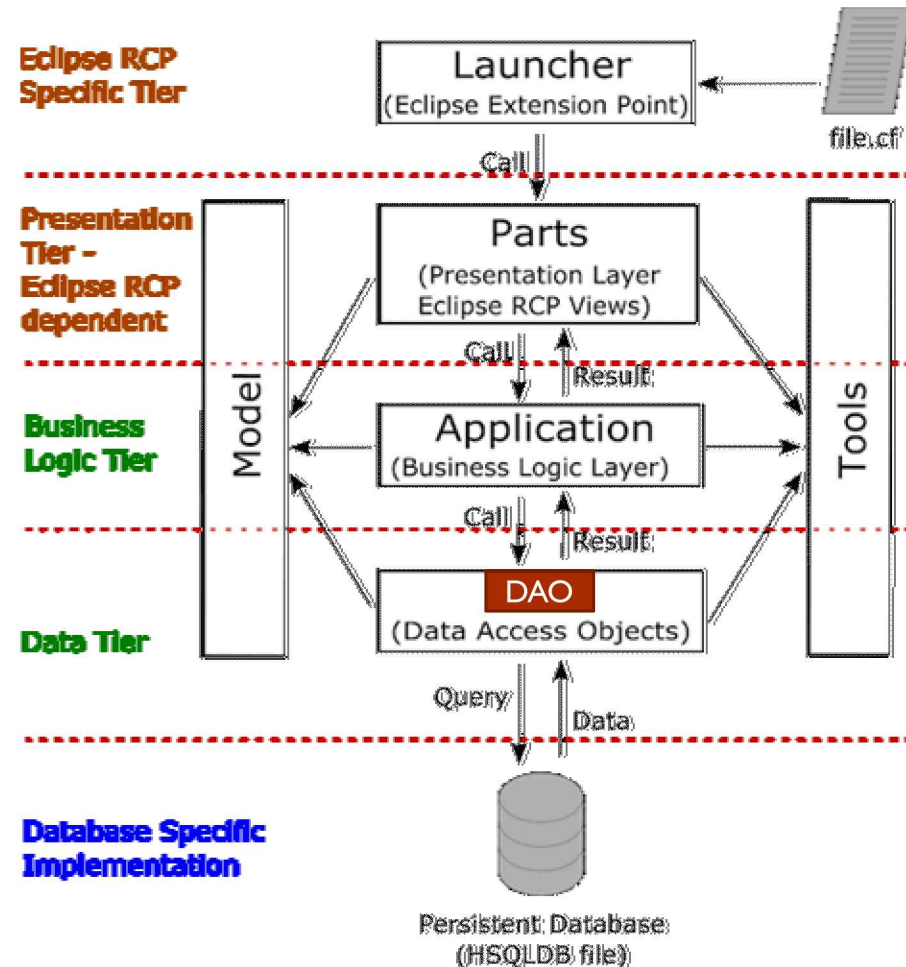 Eclipse RCP
Specific Tier
Launcher
(Eclipse Extension Point)
file.cf
Call
Presentation
Tier -
Eclipse RCP
dependent
Parts
(Presentation Layer
Eclipse RCP Views)
Call
Result
Model
Tools
Business
Logic Tier
Application
(Business Logic Layer)
Call
Result
Data Tier
DAO
(Data Access Objects)
Query
Data
Database Specific
Implementation
Persistent Database
(HSQLDB file)